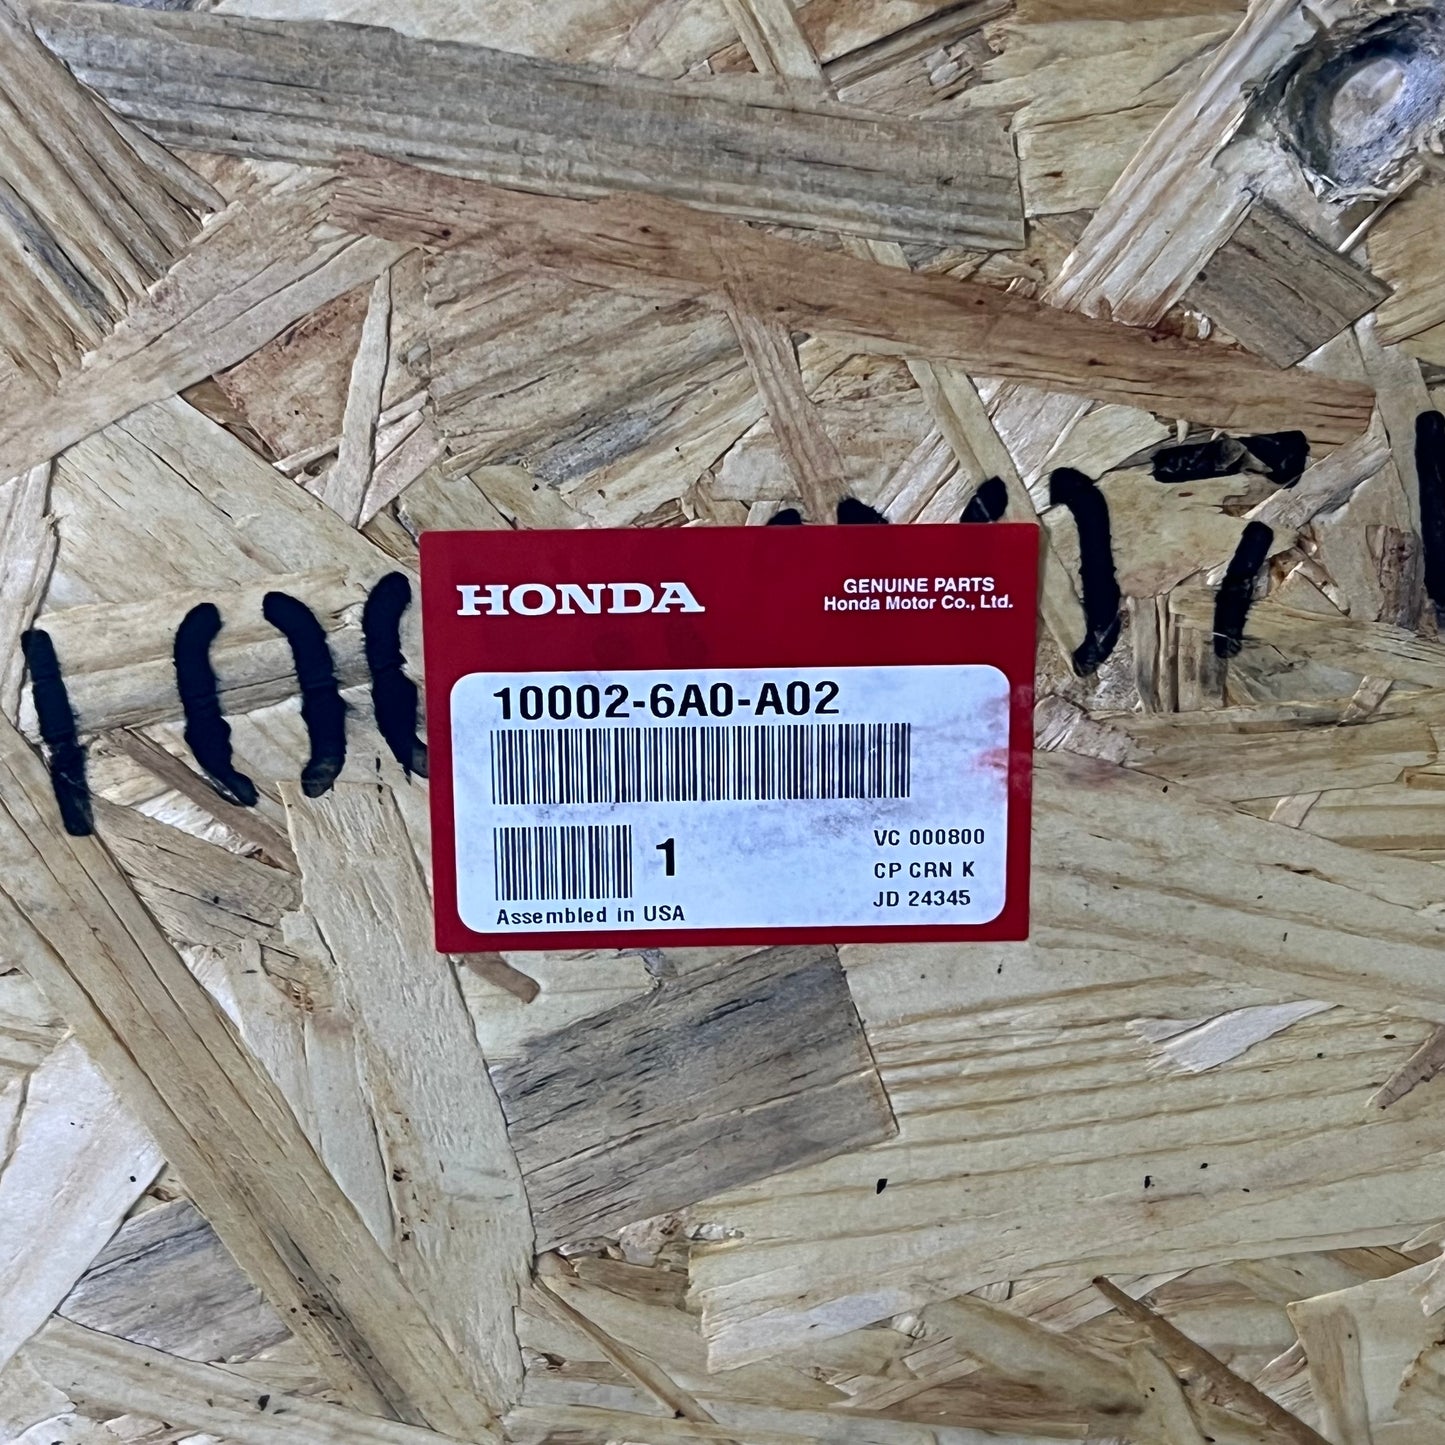 HONDA
GENUINE PARTS
Honda Motor Co., Ltd.
10002-6A0-A02
1
VC 000800
CP CRN K
JD 24345
Assembled in USA